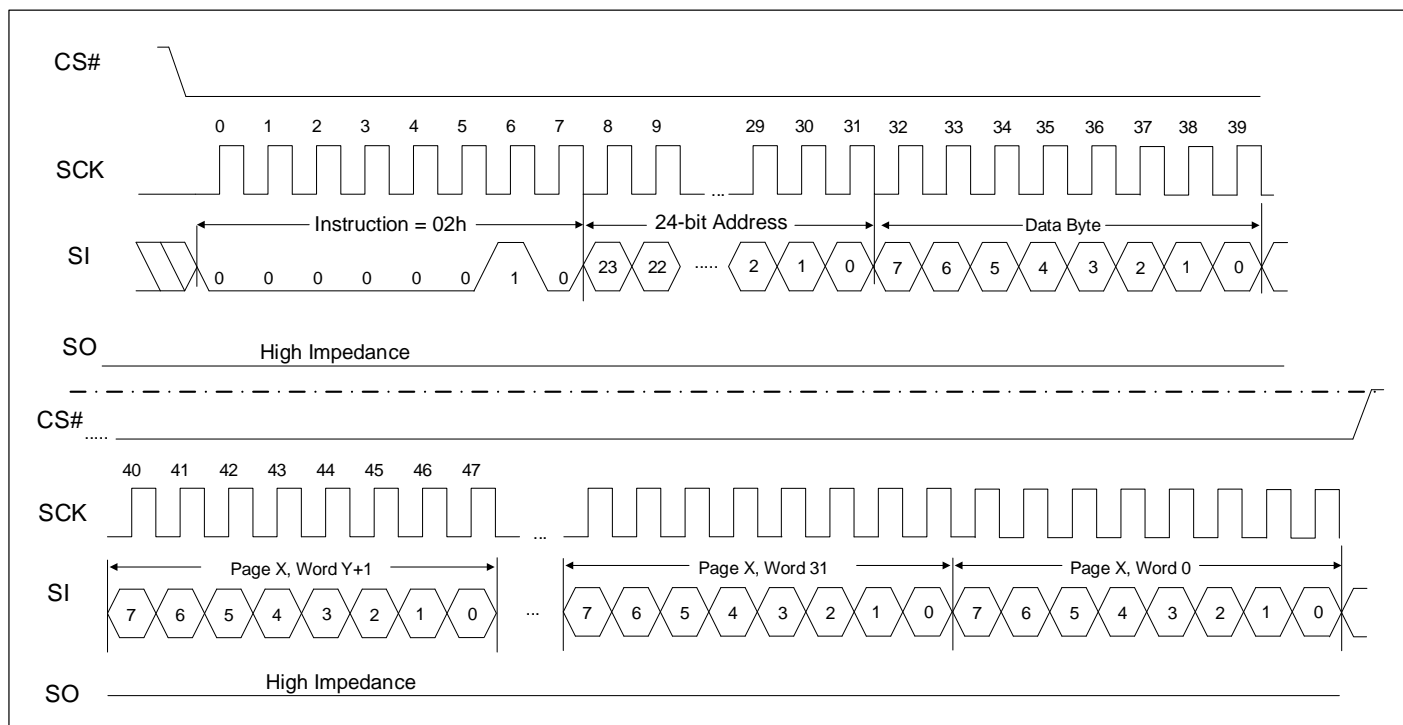 CS#
0 1 2 3 4 5 6 7 8 9 29 30 31 32 33 34 35 36 37 38 39
SCK ...
Instruction = 02h 24-bit Address Data Byte
SI 0 0 0 0 0 0 1 0 23 22 ..... 2 1 0 7 6 5 4 3 2 1 0
SO High Impedance
CS# .....
40 41 42 43 44 45 46 47
SCK ...
Page X, Word Y+1 Page X, Word 31 Page X, Word 0
SI 7 6 5 4 3 2 1 0 ... 7 6 5 4 3 2 1 0 7 6 5 4 3 2 1 0
SO High Impedance